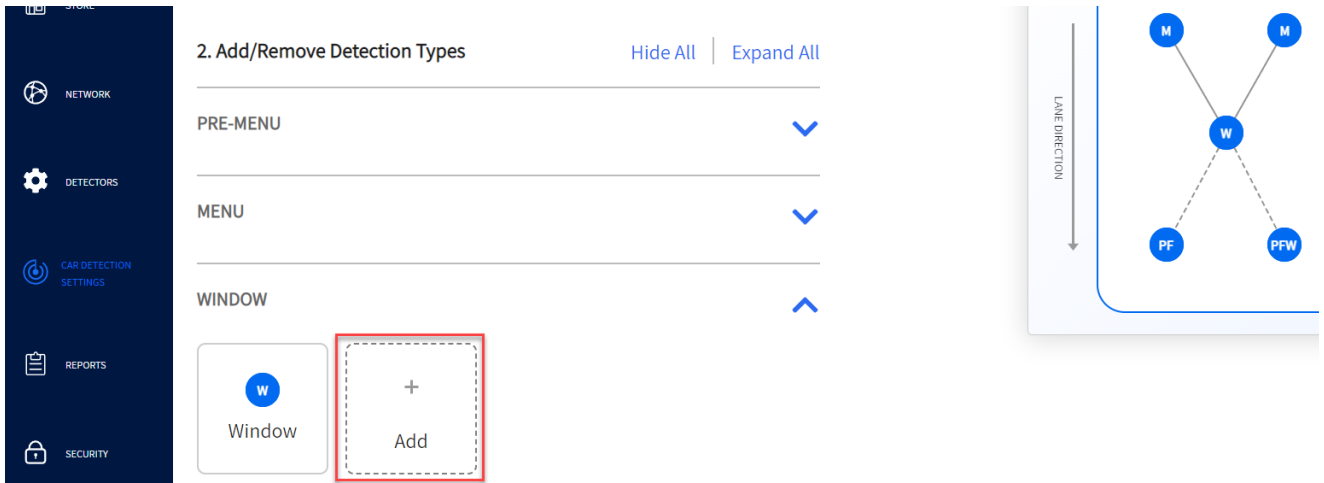 STORE
NETWORK
DETECTORS
CAR DETECTION
SETTINGS
REPORTS
SECURITY
2. Add/Remove Detection Types
Hide All
Expand All
PRE-MENU
MENU
WINDOW
W
Window
+
Add
LANE DIRECTION
M
M
W
PF
PFW